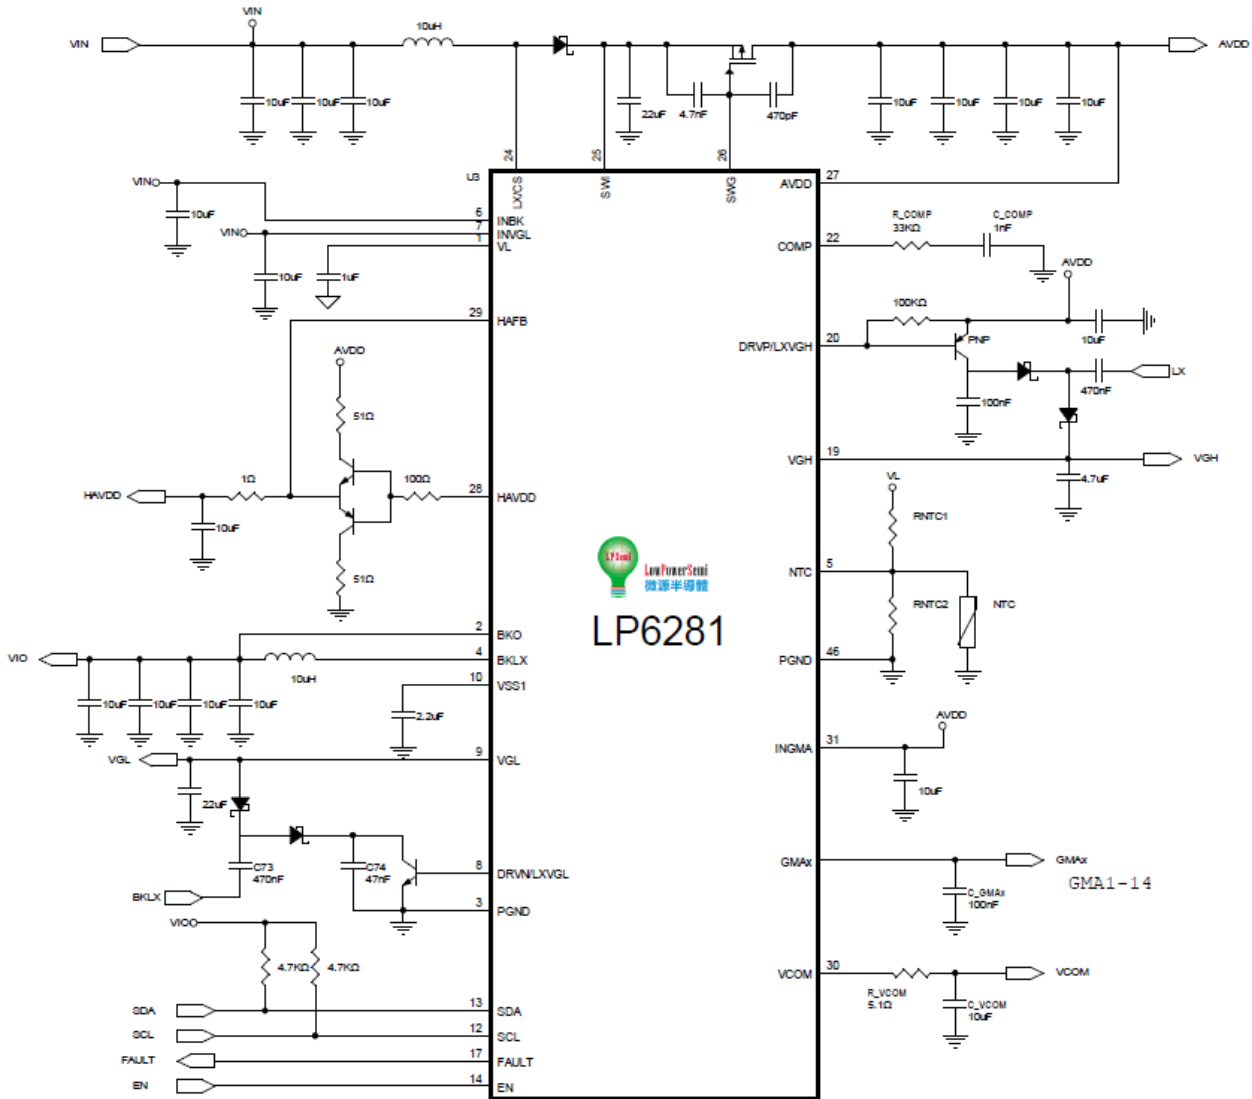 VIN
10uH
VIN
AVDD
10uF
10uF
10uF
22uF
4.7nF
470pF
10uF
10uF
10uF
10uF
24
25
26
U3
LX/CS
SWI
SWG
AVDD
27
VIN
10uF
6
INBK
7
INVGL
1
VL
VIN
10uF
1uF
R_COMP
33KΩ
C_COMP
1nF
COMP
22
AVDD
29
HAFB
100KΩ
10uF
DRVP/LXVGH
20
PNP
LX
470nF
100nF
AVDD
51Ω
VGH
19
VGH
4.7uF
HAVDD
1Ω
100Ω
28
HAVDD
10uF
51Ω
VL
RNTC1
NTC
5
RNTC2
NTC
PGND
46
LPSemi
LowPowerSemi
微源半導體
LP6281
2
BKO
VIO
10uH
4
BKLX
10uF
10uF
10uF
10uF
10
VSS1
2.2uF
AVDD
INGMA
31
10uF
VGL
9
VGL
22uF
C73
470nF
C74
47nF
8
DRVN/LXVGL
BKLX
3
PGND
GMAx
GMAx
GMA1-14
C_GMAx
100nF
VIO
4.7KΩ
4.7KΩ
VCOM
30
R_VCOM
5.1Ω
VCOM
C_VCOM
10uF
SDA
13
SDA
SCL
12
SCL
FAULT
17
FAULT
EN
14
EN